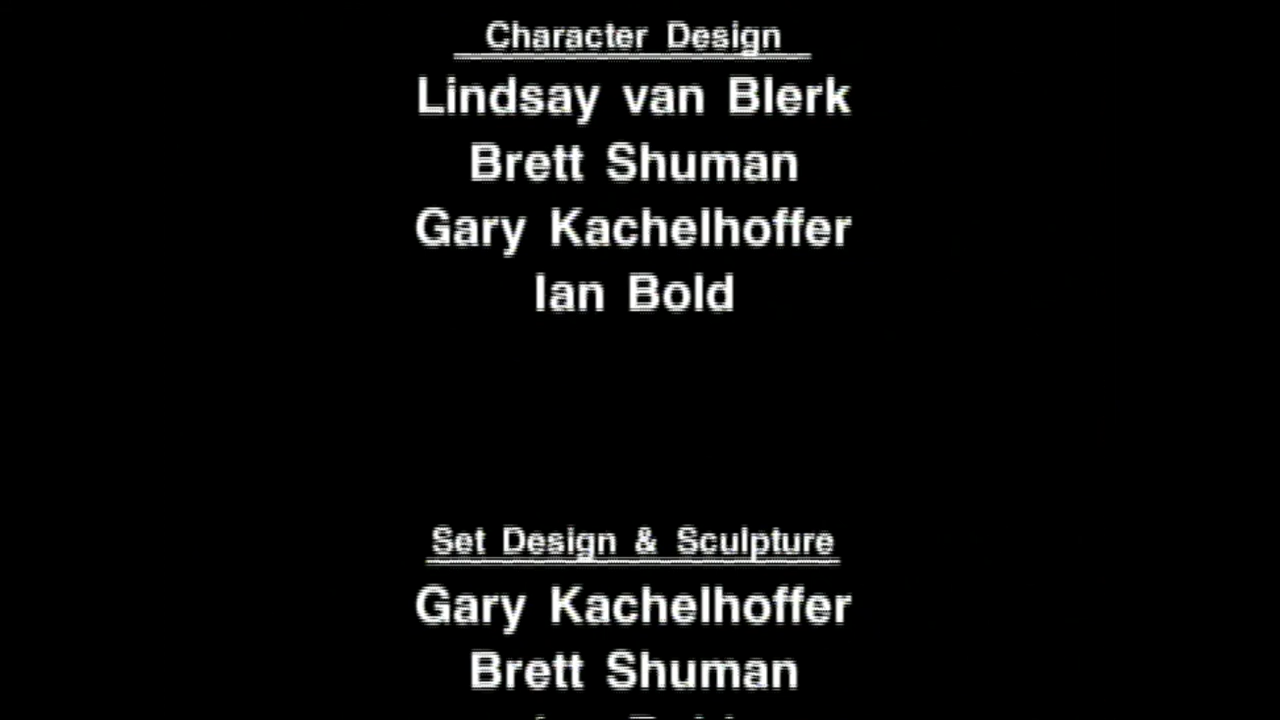 Character Design
Lindsay van Blerk
Brett Shuman
Gary Kachelhoffer
Ian Bold
Set Design & Sculpture
Gary Kachelhoffer
Brett Shuman